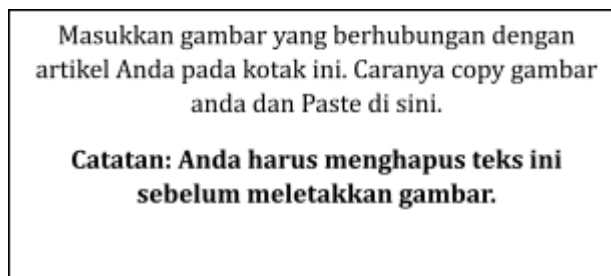 Masukkan gambar yang berhubungan dengan
artikel Anda pada kotak ini. Caranya copy gambar
anda dan Paste di sini.
Catatan: Anda harus menghapus teks ini
sebelum meletakkan gambar.